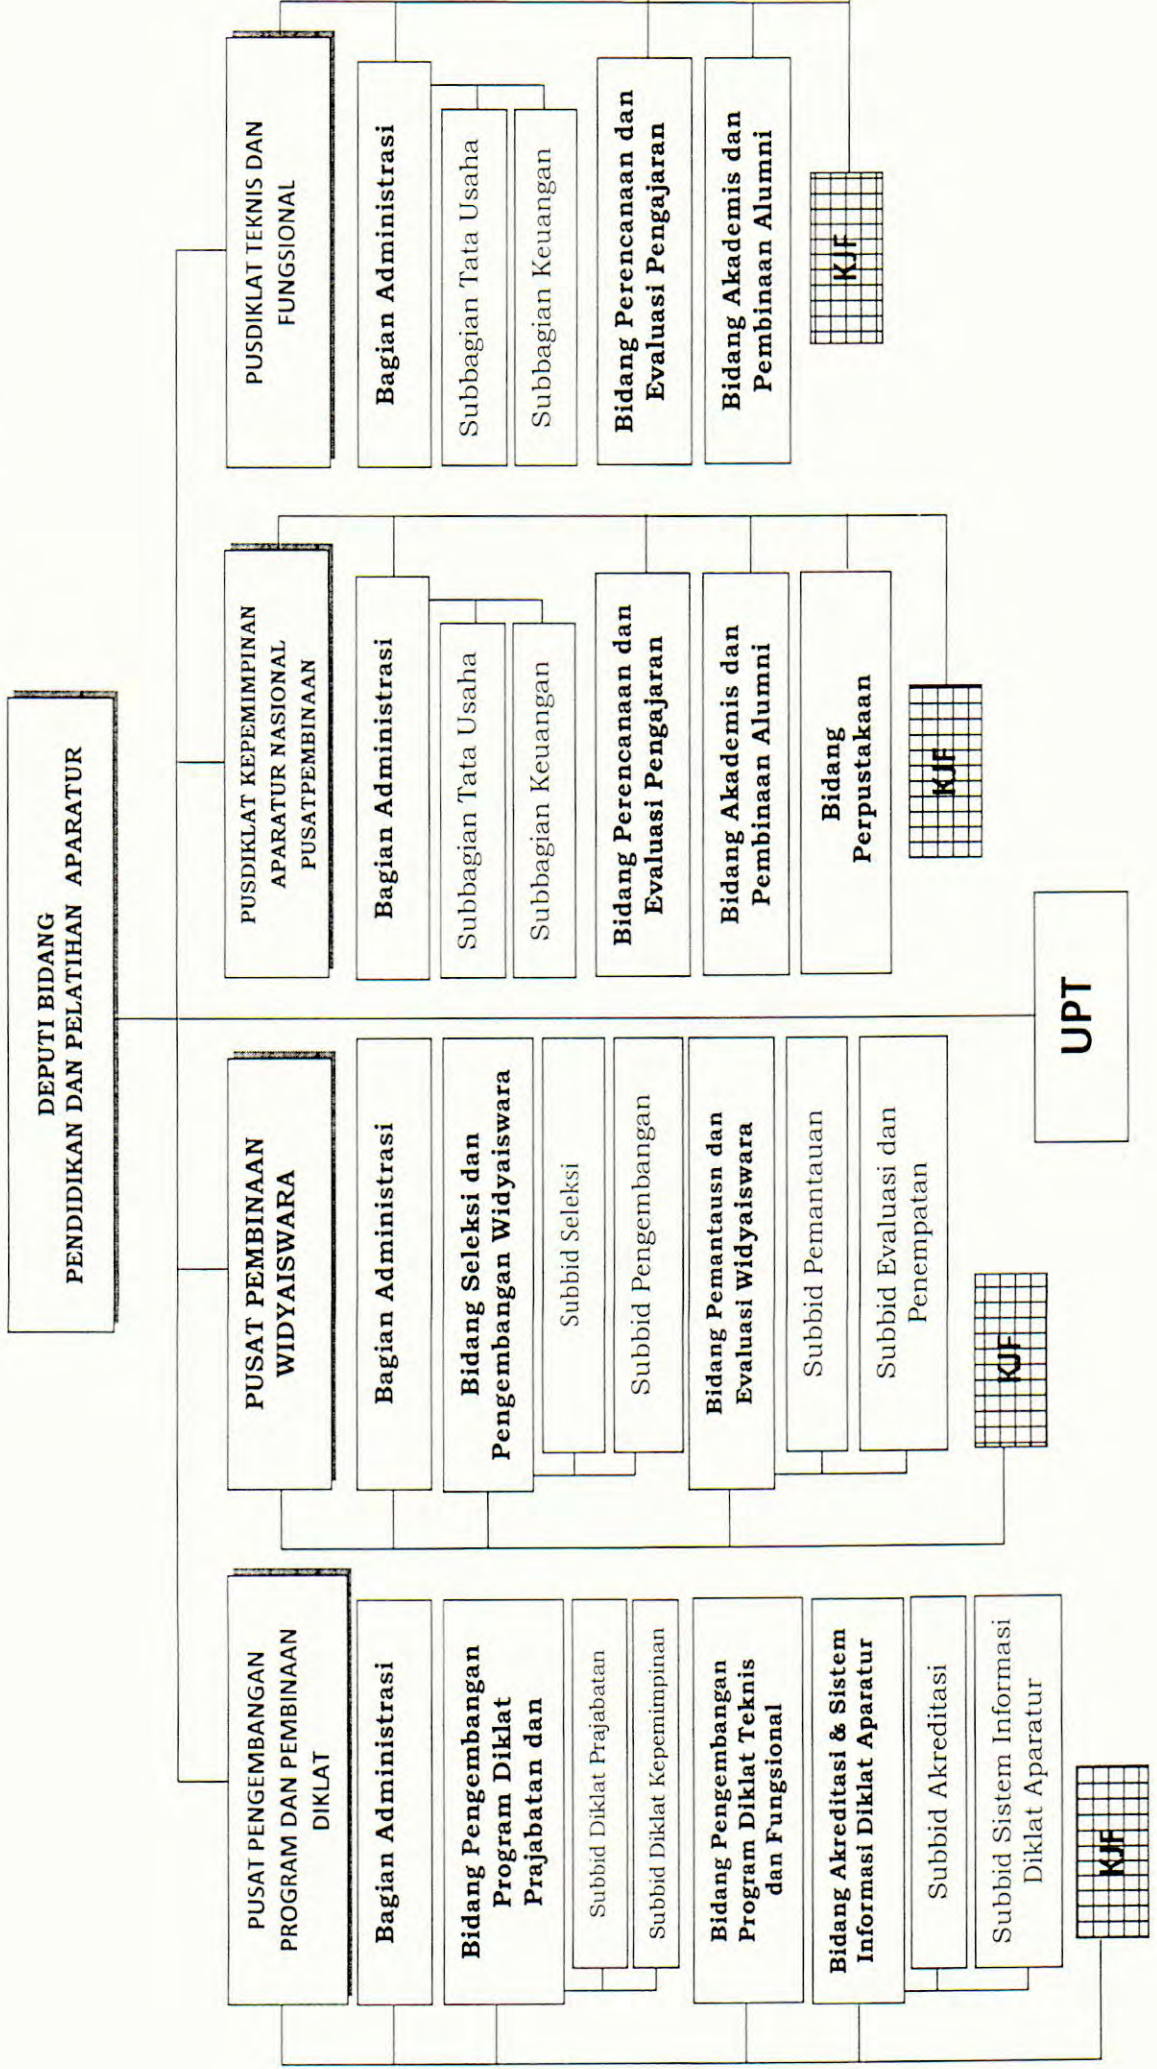 DEPUTI BIDANG
PENDIDIKAN DAN PELATIHAN APARATUR
PUSAT PENGEMBANGAN
PROGRAM DAN PEMBINAAN
DIKLAT
Bagian Administrasi
Bidang Pengembangan
Program Diklat
Prajabatan dan
Subbid Diklat Prajabatan
Subbid Diklat Kepemimpinan
Bidang Pengembangan
Program Diklat Teknis
dan Fungsional
Bidang Akreditasi & Sistem
Informasi Diklat Aparatur
Subbid Akreditasi
Subbid Sistem Informasi
Diklat Aparatur
KJF
PUSAT PEMBINAAN
WIDYAISWARA
Bagian Administrasi
Bidang Seleksi dan
Pengembangan Widyaiswara
Subbid Seleksi
Subbid Pengembangan
Bidang Pemantausn dan
Evaluasi Widyaiswara
Subbid Pemantauan
Subbid Evaluasi dan
Penempatan
KJF
PUSDIKLAT KEPEMIMPINAN
APARATUR NASIONAL
PUSATPEMBINAAN
Bagian Administrasi
Subbagian Tata Usaha
Subbagian Keuangan
Bidang Perencanaan dan
Evaluasi Pengajaran
Bidang Akademis dan
Pembinaan Alumni
Bidang
Perpustakaan
KJF
PUSDIKLAT TEKNIS DAN
FUNGSIONAL
Bagian Administrasi
Subbagian Tata Usaha
Subbagian Keuangan
Bidang Perencanaan dan
Evaluasi Pengajaran
Bidang Akademis dan
Pembinaan Alumni
KJF
UPT